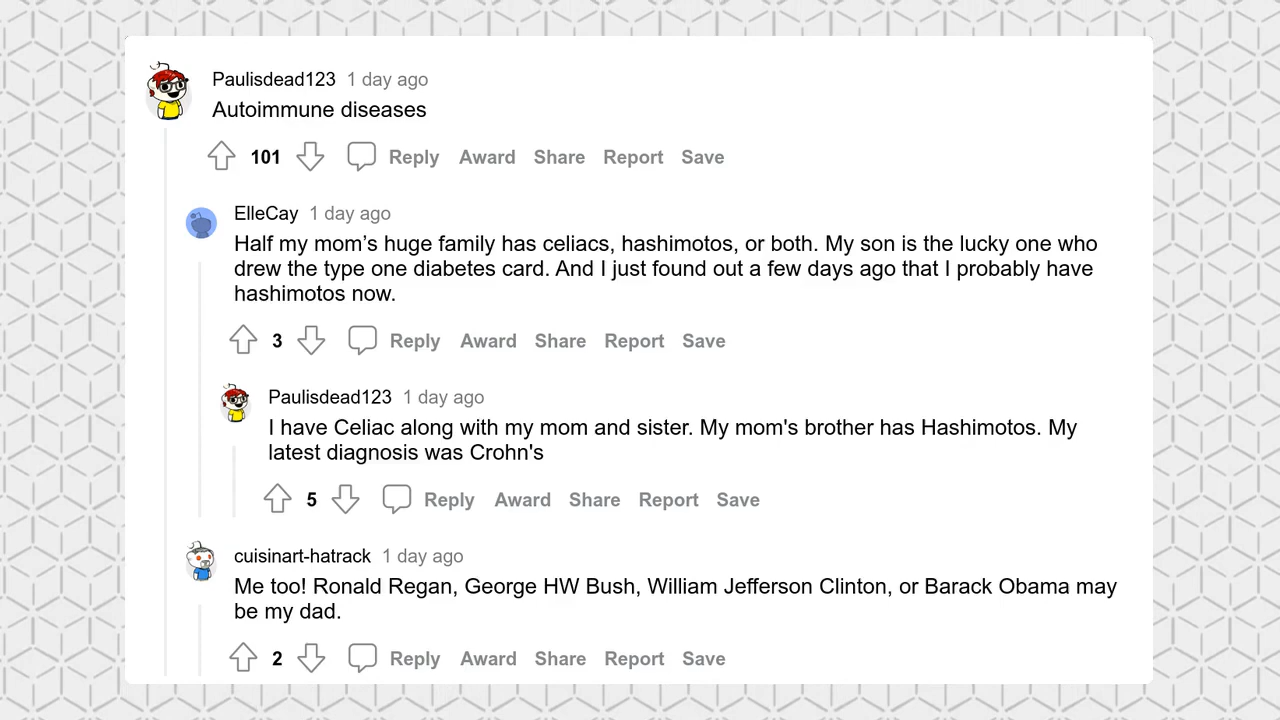 Paulisdead123 1 day ago
Autoimmune diseases
101 Reply Award Share Report Save
ElleCay 1 day ago
Half my mom’s huge family has celiacs, hashimotos, or both. My son is the lucky one who
drew the type one diabetes card. And I just found out a few days ago that I probably have
hashimotos now.
3 Reply Award Share Report Save
Paulisdead123 1 day ago
I have Celiac along with my mom and sister. My mom's brother has Hashimotos. My
latest diagnosis was Crohn's
5 Reply Award Share Report Save
cuisinart-hatrack 1 day ago
Me too! Ronald Regan, George HW Bush, William Jefferson Clinton, or Barack Obama may
be my dad.
2 Reply Award Share Report Save